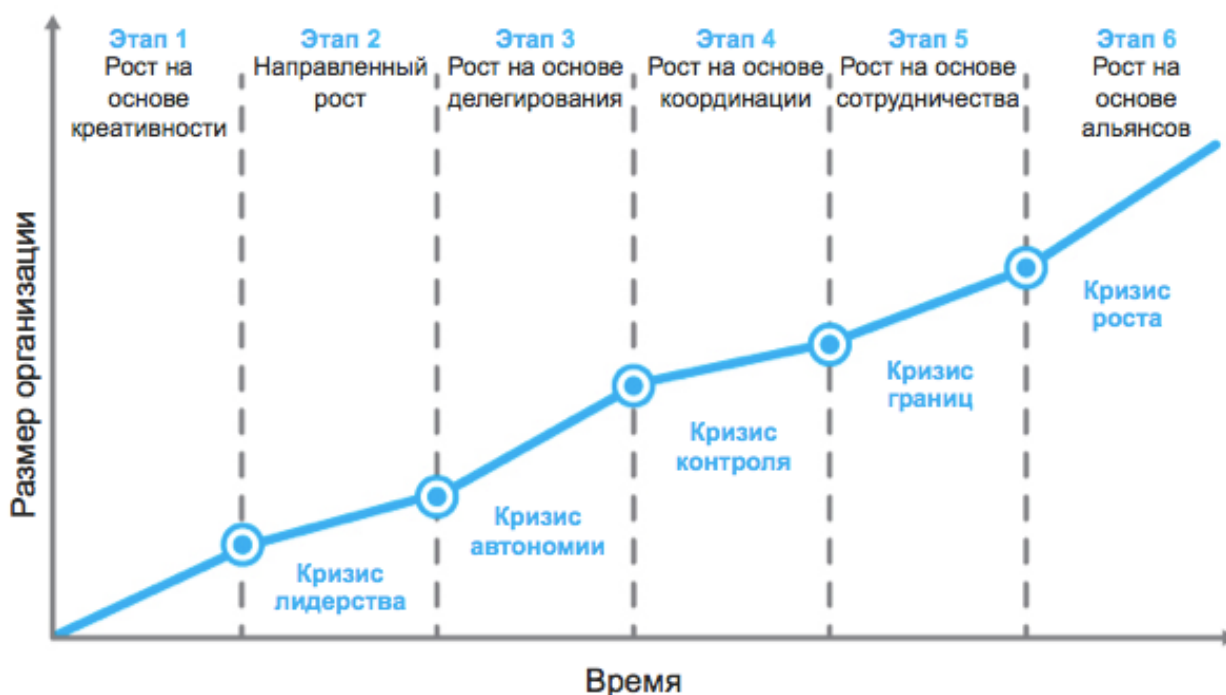 Этап 1
Рост на
основе
креативности
Этап 2
Направленный
рост
Этап 3
Рост на основе
делегирования
Этап 4
Рост на основе
координации
Этап 5
Рост на основе
сотрудничества
Этап 6
Рост на
основе
альянсов
Размер организации
Кризис
лидерства
Кризис
автономии
Кризис
контроля
Кризис
границ
Кризис
роста
Время